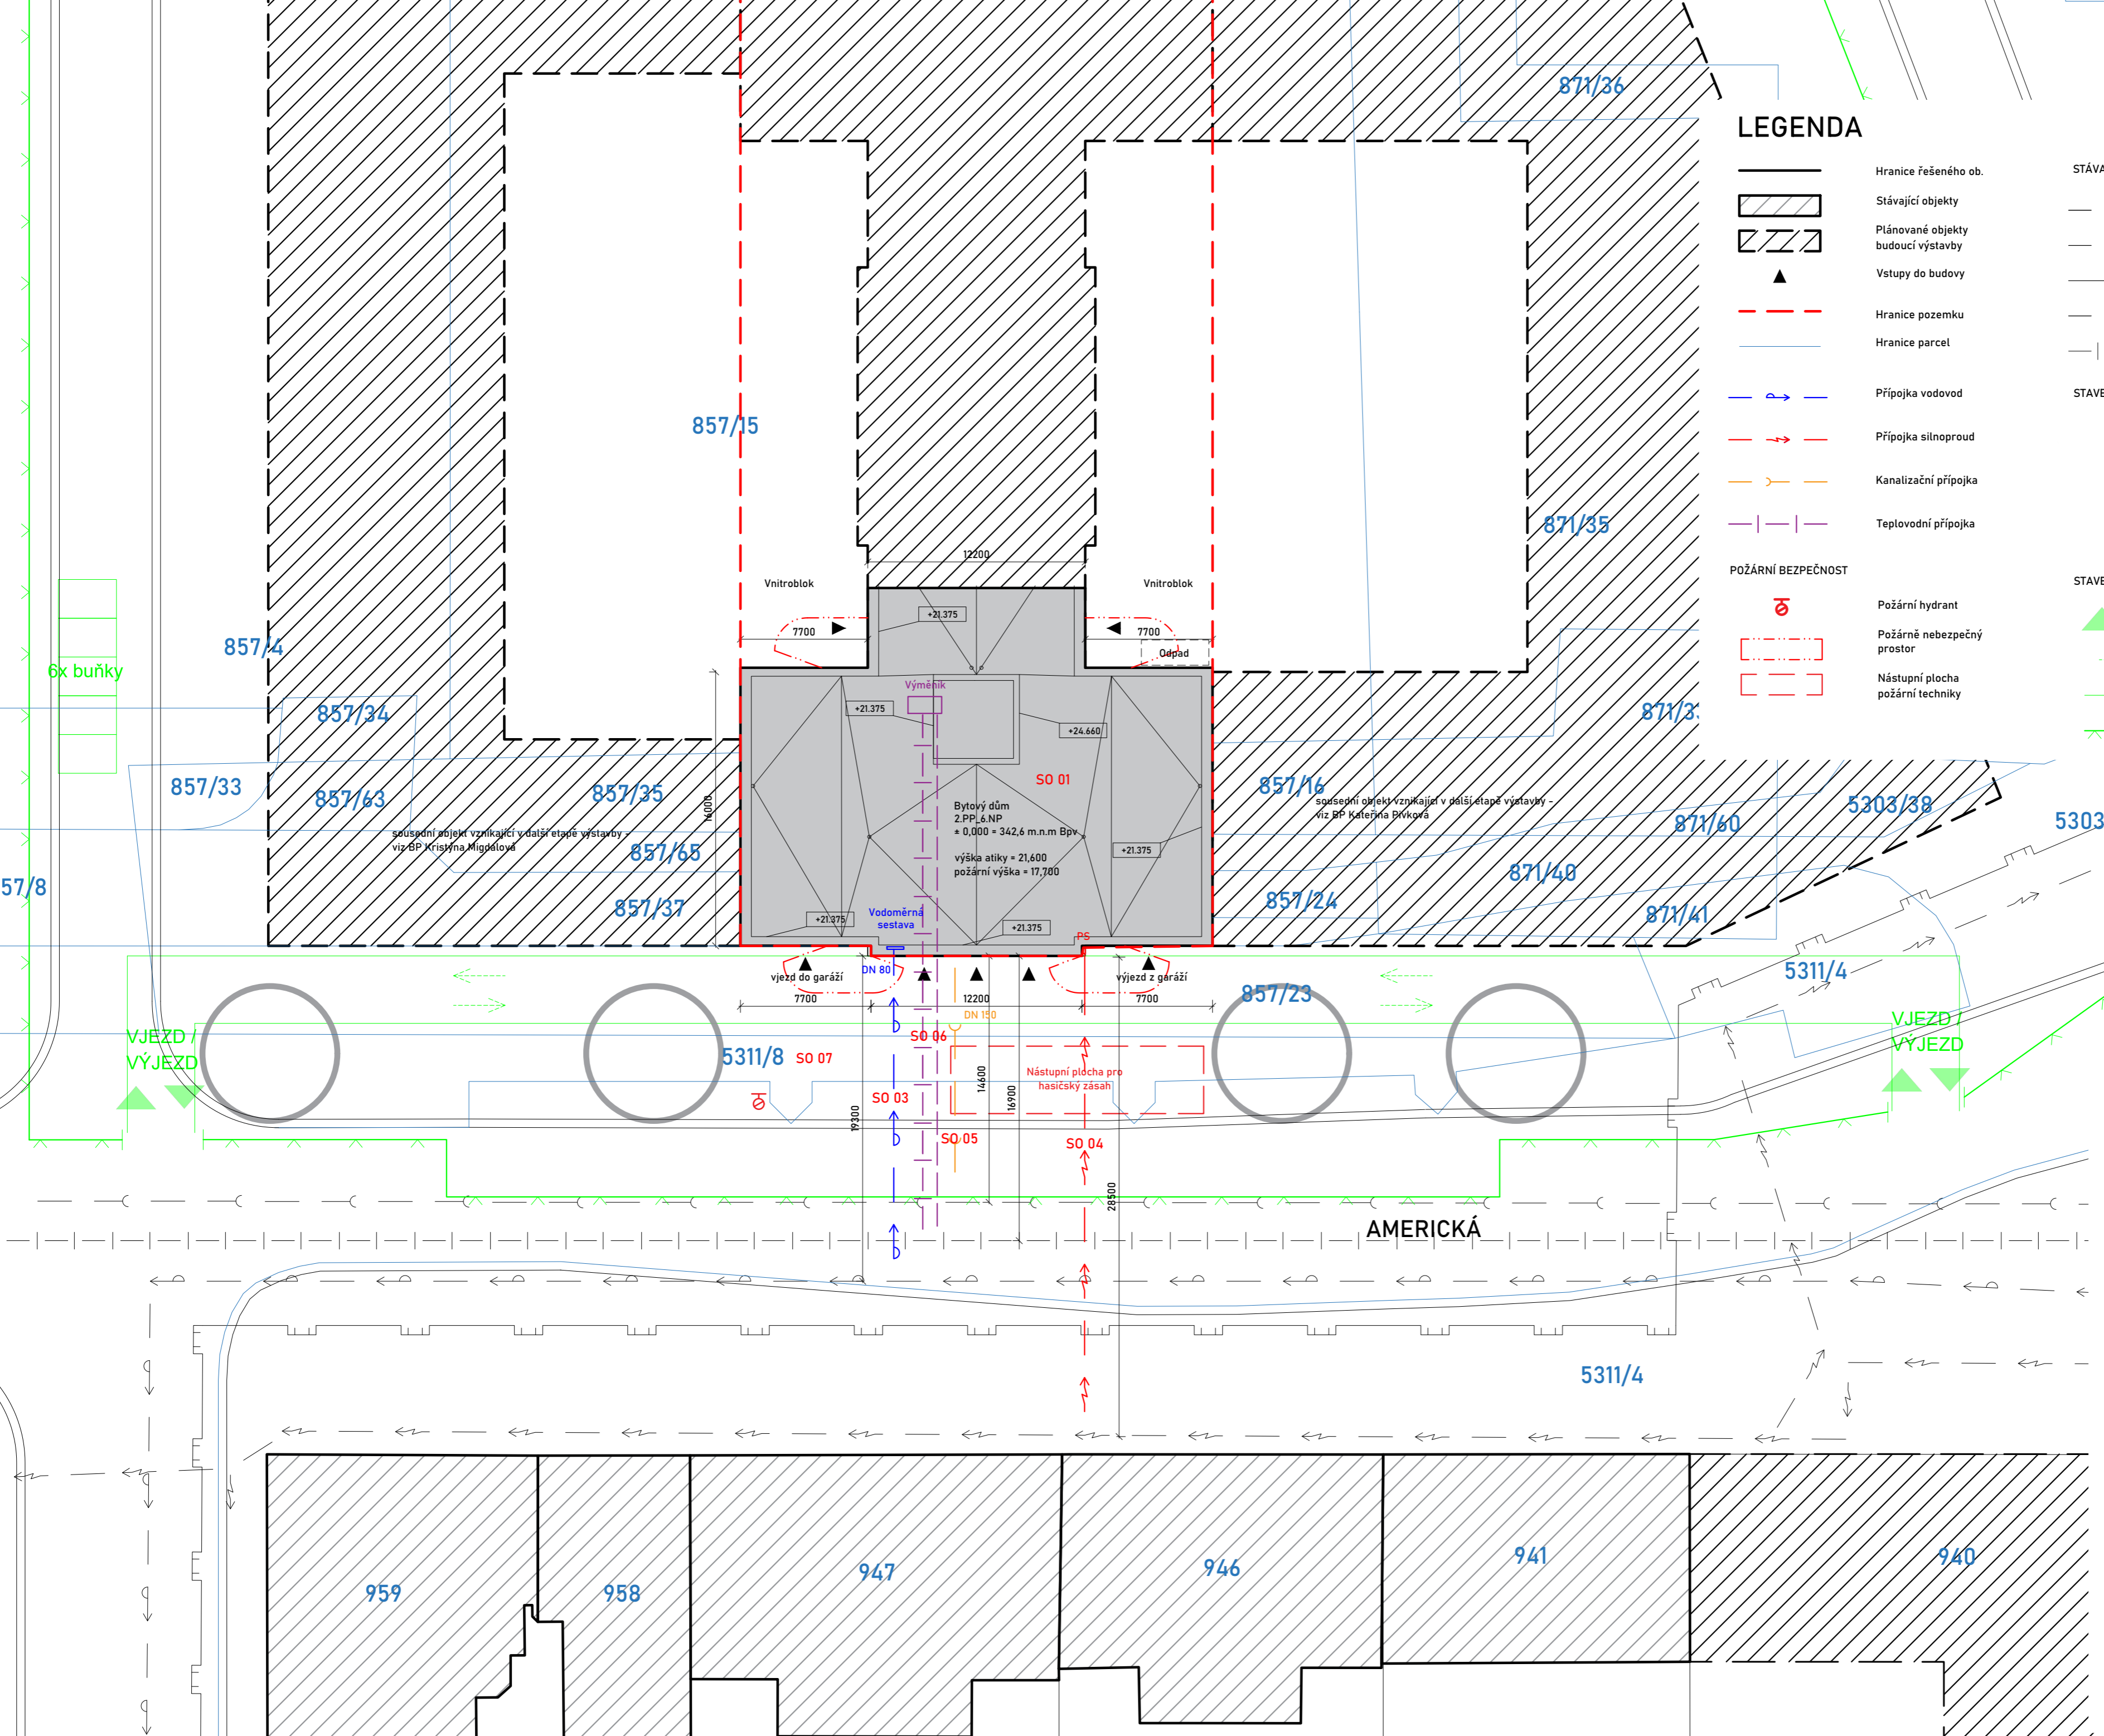 871/36
LEGENDA
Hranice řešeného ob.
STÁVA
Stávající objekty
Plánované objekty
budoucí výstavby
Vstupy do budovy
Hranice pozemku
Hranice parcel
Přípojka vodovod
STAVE
Přípojka silnoproud
Kanalizační přípojka
Teplovodní přípojka
POŽÁRNÍ BEZPEČNOST
STAVE
Požární hydrant
Požárně nebezpečný
prostor
Nástupní plocha
požární techniky
857/15
871/35
12200
Vnitroblok
Vnitroblok
+21.375
7700
7700
Odpad
857/4
6x buňky
Výměník
857/34
+21.375
+24.660
857/33
857/63
857/35
16000
SO 01
857/16
sousední objekt vznikající v další etapě výstavby -
viz BP Kateřina Pivková
5303/38
871/60
5303
Bytový dům
2.PP_6.NP
± 0,000 = 342,6 m.n.m Bpv
výška atiky = 21,600
požární výška = 17,700
sousední objekt vznikající v další etapě výstavby -
viz BP Kristýna Migdálová
857/65
+21.375
871/40
57/8
857/37
Vodoměrná
sestava
+21.375
+21.375
857/24
871/41
PS
vjezd do garáží
DN 80
výjezd z garáží
5311/4
7700
12200
7700
857/23
DN 150
VJEZD /
VÝJEZD
VJEZD /
VÝJEZD
SO 06
5311/8
SO 07
Nástupní plocha pro
hasičský zásah
SO 03
14600
16900
19300
SO 05
SO 04
28500
AMERICKÁ
5311/4
959
958
947
946
941
940